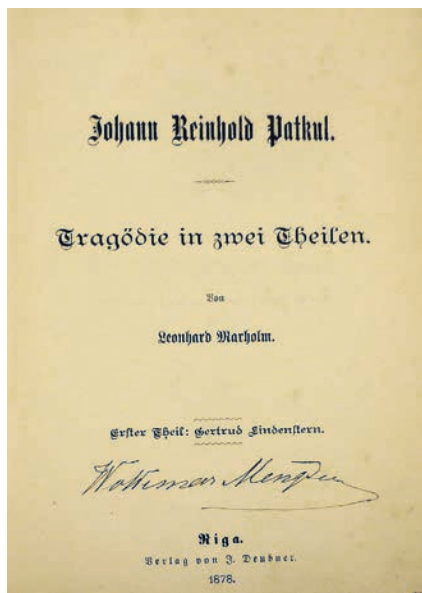 Johann Reinhold Patkul.
Tragödie in zwei Theilen.
Von
Leonhard Marholm.
Erster Theil: Gertrud Lindenstern.
Woldemar
Riga.
Verlag von J. Deubner.
1878.